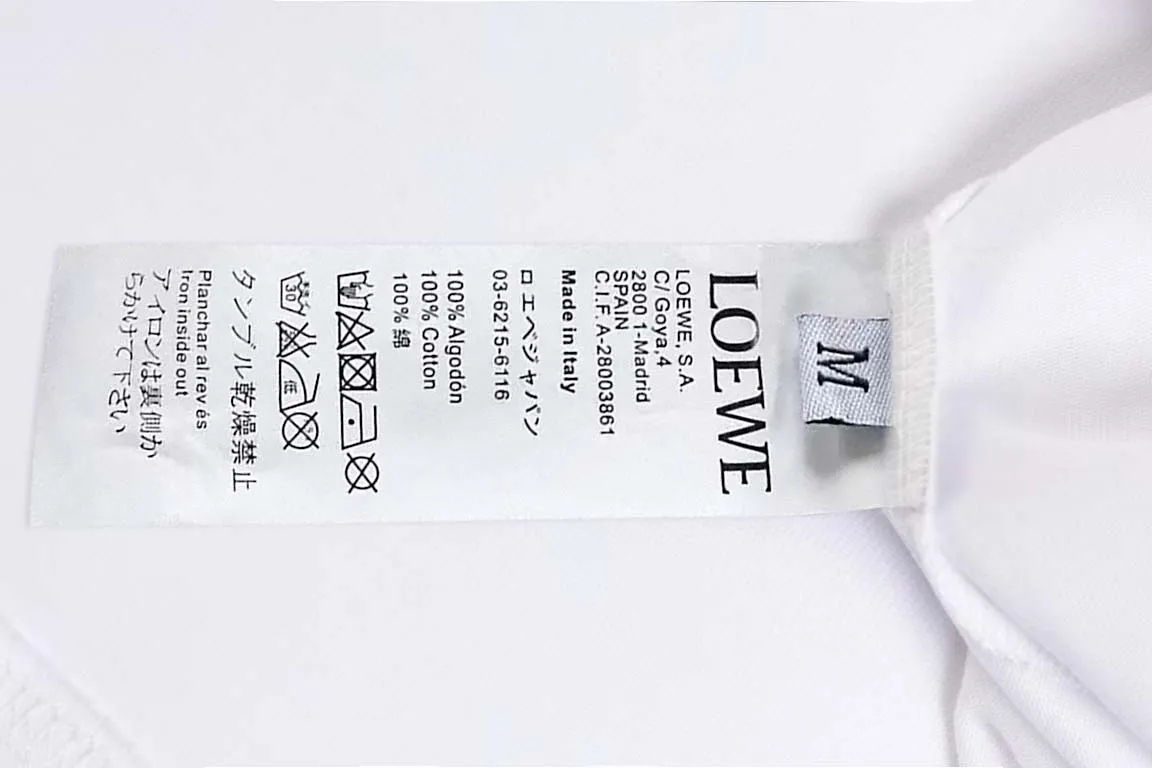 M
LOEWE
LOEWE, S.A.
C/ Goya,4
2800 1-Madrid
SPAIN
C.I.F. A-28003861
Made in Italy
ロエベジャパン
03-6215-6116
100% Algodón
100% Cotton
100% 綿
30
タンブル乾燥禁止
Planchar al rev és
Iron inside out
アイロンは裏側か
らかけて下さい